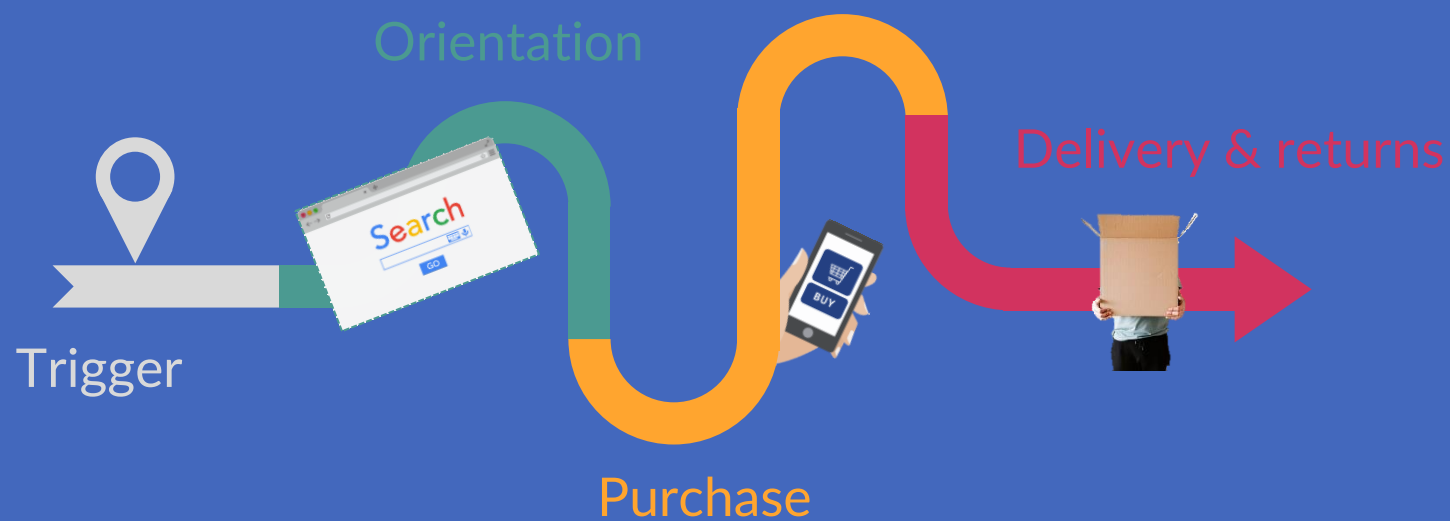 Orientation
Delivery & returns
Search
GO
BUY
Trigger
Purchase